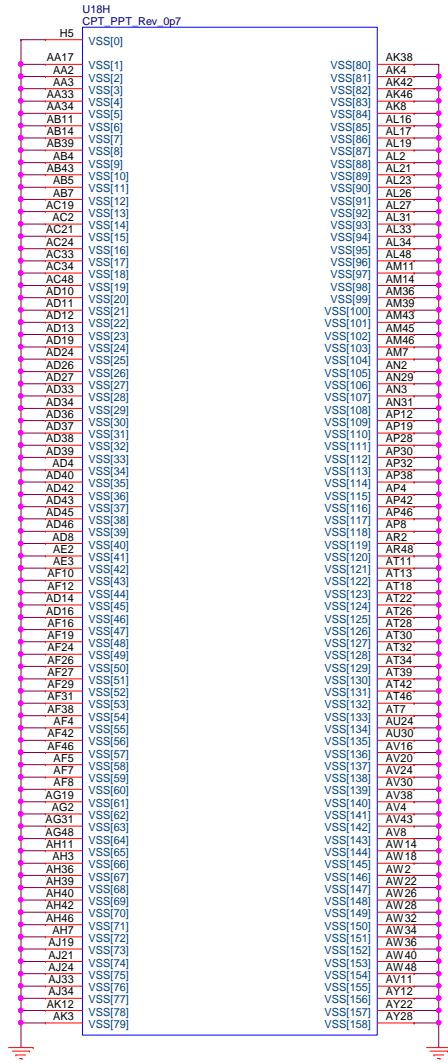 U18H
CPT_PPT_Rev_0p7
H5 VSS[0]
AA17 VSS[1] VSS[80] AK38
AA2 VSS[2] VSS[81] AK4
AA3 VSS[3] VSS[82] AK42
AA33 VSS[4] VSS[83] AK46
AA34 VSS[5] VSS[84] AK8
AB11 VSS[6] VSS[85] AL16
AB14 VSS[7] VSS[86] AL17
AB39 VSS[8] VSS[87] AL19
AB4 VSS[9] VSS[88] AL2
AB43 VSS[10] VSS[89] AL21
AB5 VSS[11] VSS[90] AL23
AB7 VSS[12] VSS[91] AL26
AC19 VSS[13] VSS[92] AL27
AC2 VSS[14] VSS[93] AL31
AC21 VSS[15] VSS[94] AL33
AC24 VSS[16] VSS[95] AL34
AC33 VSS[17] VSS[96] AL48
AC34 VSS[18] VSS[97] AM11
AC48 VSS[19] VSS[98] AM14
AD10 VSS[20] VSS[99] AM36
AD11 VSS[21] VSS[100] AM39
AD12 VSS[22] VSS[101] AM43
AD13 VSS[23] VSS[102] AM45
AD19 VSS[24] VSS[103] AM46
AD24 VSS[25] VSS[104] AM7
AD26 VSS[26] VSS[105] AN2
AD27 VSS[27] VSS[106] AN29
AD33 VSS[28] VSS[107] AN3
AD34 VSS[29] VSS[108] AN31
AD36 VSS[30] VSS[109] AP12
AD37 VSS[31] VSS[110] AP19
AD38 VSS[32] VSS[111] AP28
AD39 VSS[33] VSS[112] AP30
AD4 VSS[34] VSS[113] AP32
AD40 VSS[35] VSS[114] AP38
AD42 VSS[36] VSS[115] AP4
AD43 VSS[37] VSS[116] AP42
AD45 VSS[38] VSS[117] AP46
AD46 VSS[39] VSS[118] AP8
AD8 VSS[40] VSS[119] AR2
AE2 VSS[41] VSS[120] AR48
AE3 VSS[42] VSS[121] AT11
AF10 VSS[43] VSS[122] AT13
AF12 VSS[44] VSS[123] AT18
AD14 VSS[45] VSS[124] AT22
AD16 VSS[46] VSS[125] AT26
AF16 VSS[47] VSS[126] AT28
AF19 VSS[48] VSS[127] AT30
AF24 VSS[49] VSS[128] AT32
AF26 VSS[50] VSS[129] AT34
AF27 VSS[51] VSS[130] AT39
AF29 VSS[52] VSS[131] AT42
AF31 VSS[53] VSS[132] AT46
AF38 VSS[54] VSS[133] AT7
AF4 VSS[55] VSS[134] AU24
AF42 VSS[56] VSS[135] AU30
AF46 VSS[57] VSS[136] AV16
AF5 VSS[58] VSS[137] AV20
AF7 VSS[59] VSS[138] AV24
AF8 VSS[60] VSS[139] AV30
AG19 VSS[61] VSS[140] AV38
AG2 VSS[62] VSS[141] AV4
AG31 VSS[63] VSS[142] AV43
AG48 VSS[64] VSS[143] AV8
AH11 VSS[65] VSS[144] AW14
AH3 VSS[66] VSS[145] AW18
AH36 VSS[67] VSS[146] AW2
AH39 VSS[68] VSS[147] AW22
AH40 VSS[69] VSS[148] AW26
AH42 VSS[70] VSS[149] AW28
AH46 VSS[71] VSS[150] AW32
AH7 VSS[72] VSS[151] AW34
AJ19 VSS[73] VSS[152] AW36
AJ21 VSS[74] VSS[153] AW40
AJ24 VSS[75] VSS[154] AW48
AJ33 VSS[76] VSS[155] AV11
AJ34 VSS[77] VSS[156] AY12
AK12 VSS[78] VSS[157] AY22
AK3 VSS[79] VSS[158] AY28